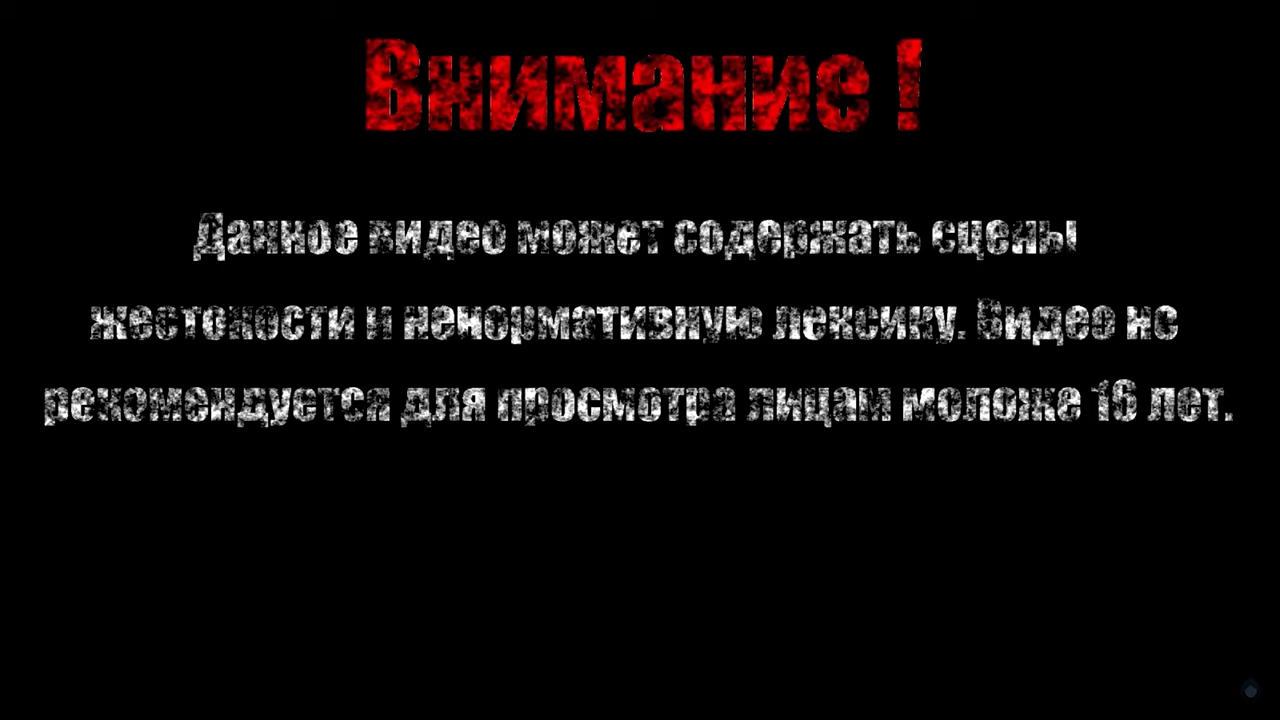 Внимание !
Данное видео может содержать сцены
жестокости и ненормативную лексику. Видео не
рекомендуется для просмотра лицам моложе 16 лет.